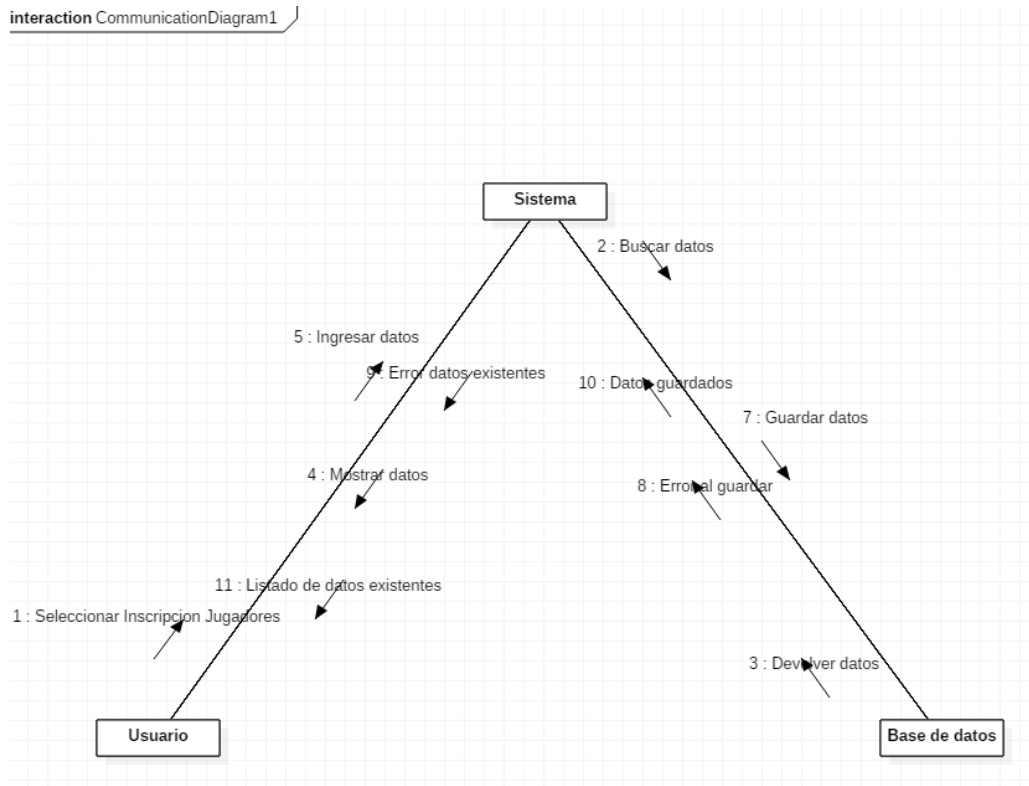 interaction CommunicationDiagram1
Sistema
2 : Buscar datos
5 : Ingresar datos
9 : Error datos existentes
10 : Datos guardados
7 : Guardar datos
4 : Mostrar datos
8 : Error al guardar
11 : Listado de datos existentes
1 : Seleccionar Inscripcion Jugadores
3 : Devolver datos
Usuario
Base de datos